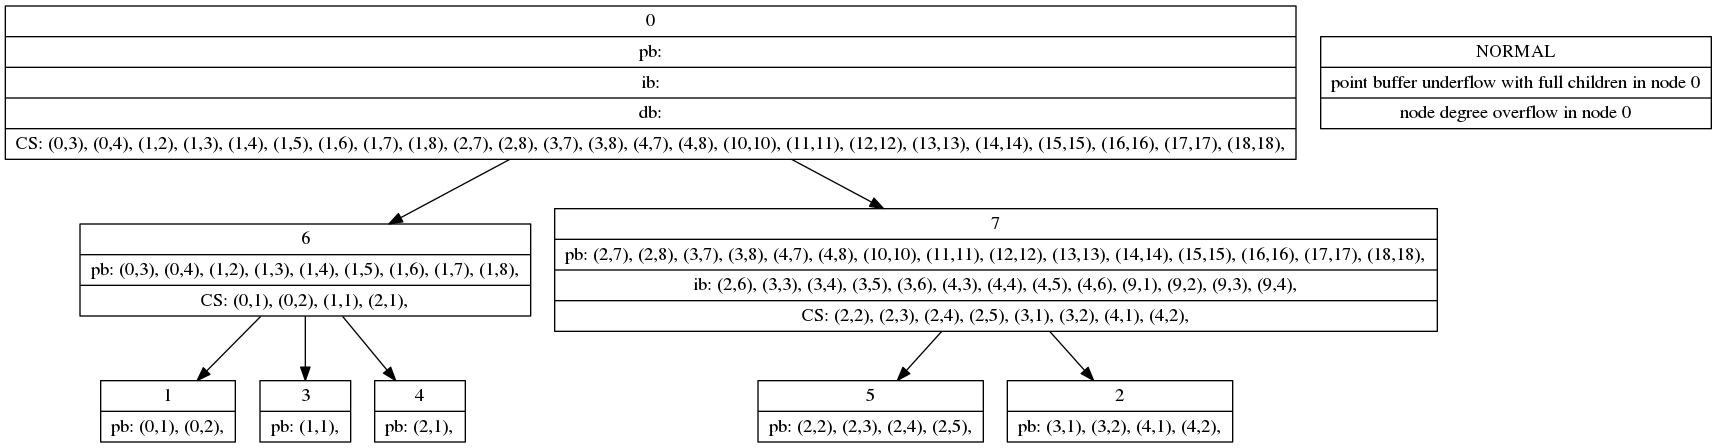 0
pb:
ib:
db:
CS: (0,3), (0,4), (1,2), (1,3), (1,4), (1,5), (1,6), (1,7), (1,8), (2,7), (2,8), (3,7), (3,8), (4,7), (4,8), (10,10), (11,11), (12,12), (13,13), (14,14), (15,15), (16,16), (17,17), (18,18),
NORMAL
point buffer underflow with full children in node 0
node degree overflow in node 0
6
pb: (0,3), (0,4), (1,2), (1,3), (1,4), (1,5), (1,6), (1,7), (1,8),
CS: (0,1), (0,2), (1,1), (2,1),
7
pb: (2,7), (2,8), (3,7), (3,8), (4,7), (4,8), (10,10), (11,11), (12,12), (13,13), (14,14), (15,15), (16,16), (17,17), (18,18),
ib: (2,6), (3,3), (3,4), (3,5), (3,6), (4,3), (4,4), (4,5), (4,6), (9,1), (9,2), (9,3), (9,4),
CS: (2,2), (2,3), (2,4), (2,5), (3,1), (3,2), (4,1), (4,2),
1
pb: (0,1), (0,2),
3
pb: (1,1),
4
pb: (2,1),
5
pb: (2,2), (2,3), (2,4), (2,5),
2
pb: (3,1), (3,2), (4,1), (4,2),